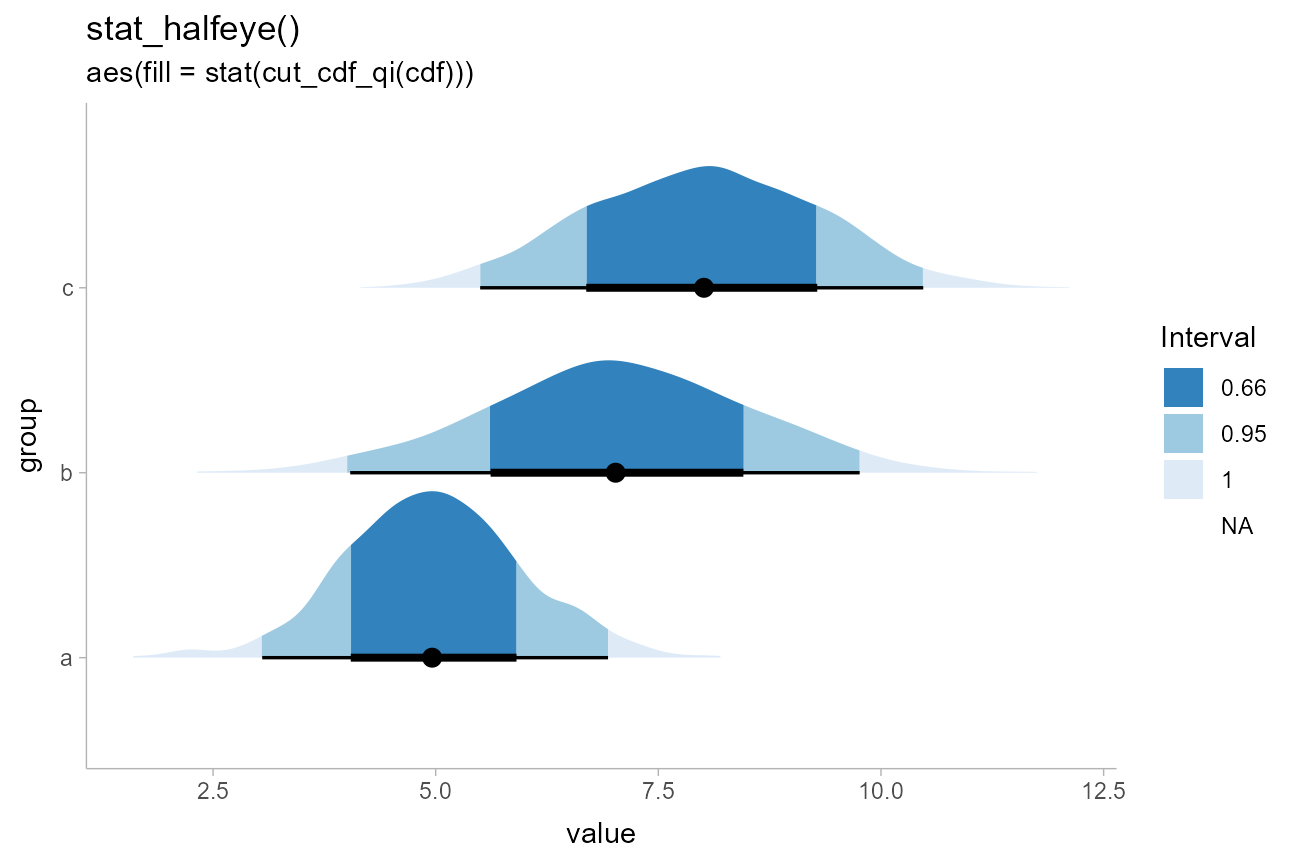 stat_halfeye()
aes(fill = stat(cut_cdf_qi(cdf)))
group
c
b
a
2.5 5.0 7.5 10.0 12.5
value
Interval
0.66
0.95
1
NA